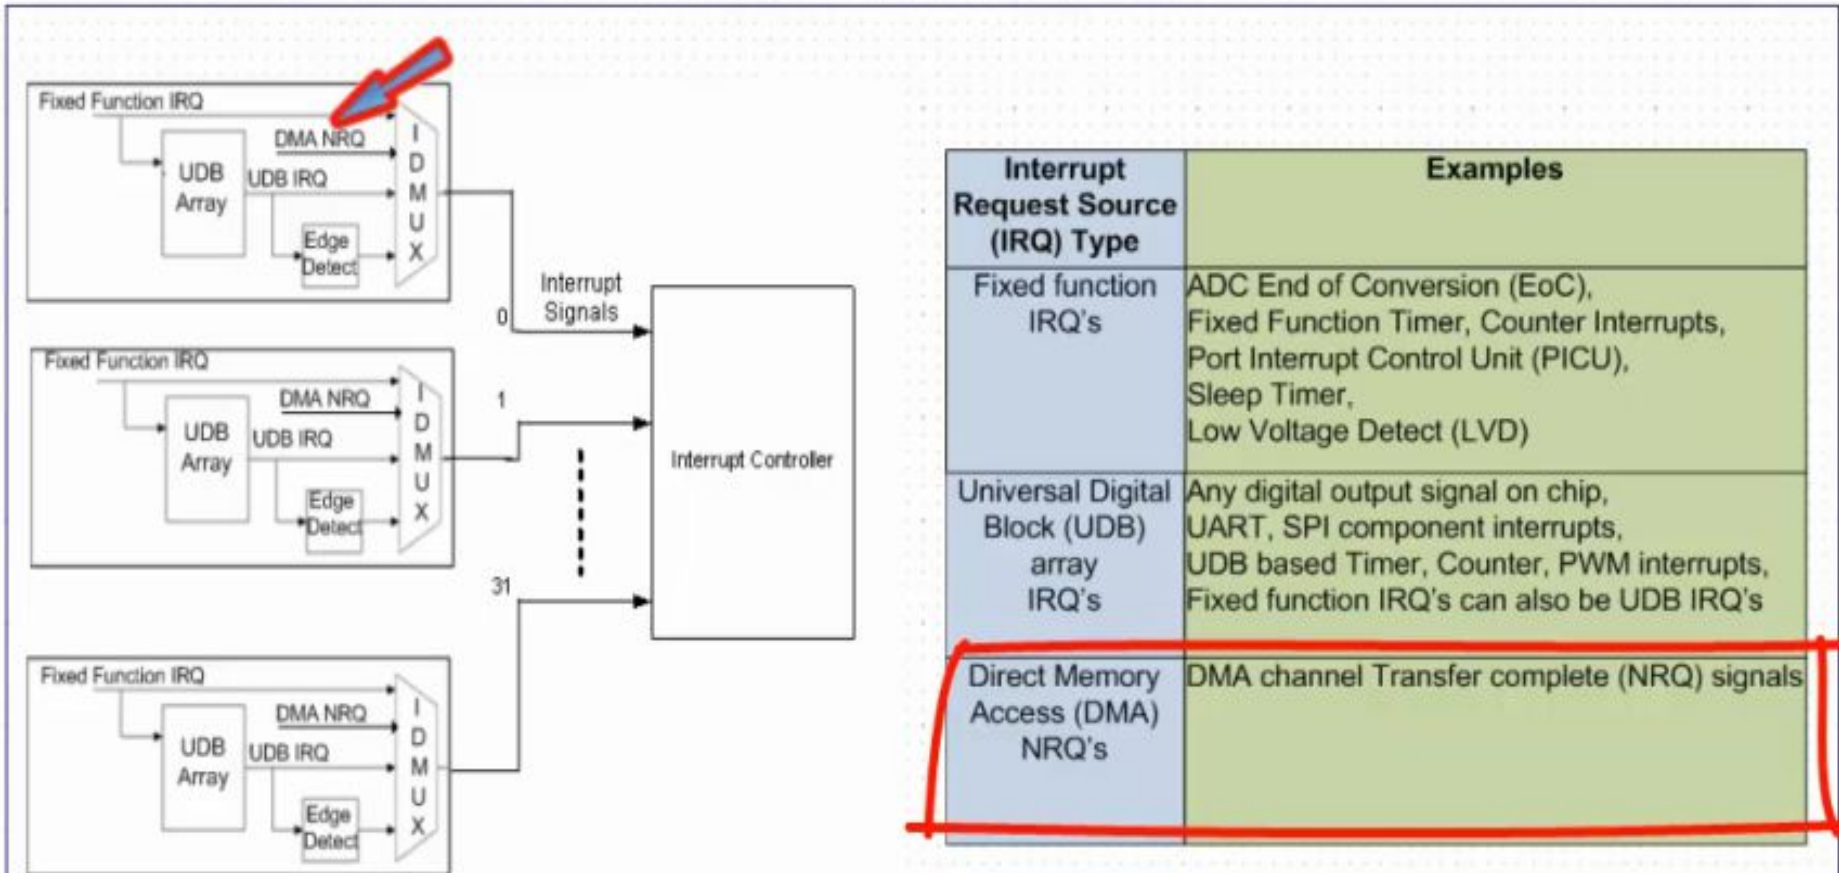 Fixed Function IRQ
DMA NRQ
UDB
Array
UDB IRQ
Edge
Detect
I
D
M
U
X
Fixed Function IRQ
DMA NRQ
UDB
Array
UDB IRQ
Edge
Detect
I
D
M
U
X
Fixed Function IRQ
DMA NRQ
UDB
Array
UDB IRQ
Edge
Detect
I
D
M
U
X
Interrupt
Signals
0
1
31
Interrupt Controller
Interrupt
Request Source
(IRQ) Type
Examples
Fixed function
IRQ's
ADC End of Conversion (EoC),
Fixed Function Timer, Counter Interrupts,
Port Interrupt Control Unit (PICU),
Sleep Timer,
Low Voltage Detect (LVD)
Universal Digital
Block (UDB)
array
IRQ's
Any digital output signal on chip,
UART, SPI component interrupts,
UDB based Timer, Counter, PWM interrupts,
Fixed function IRQ's can also be UDB IRQ's
Direct Memory
Access (DMA)
NRQ's
DMA channel Transfer complete (NRQ) signals